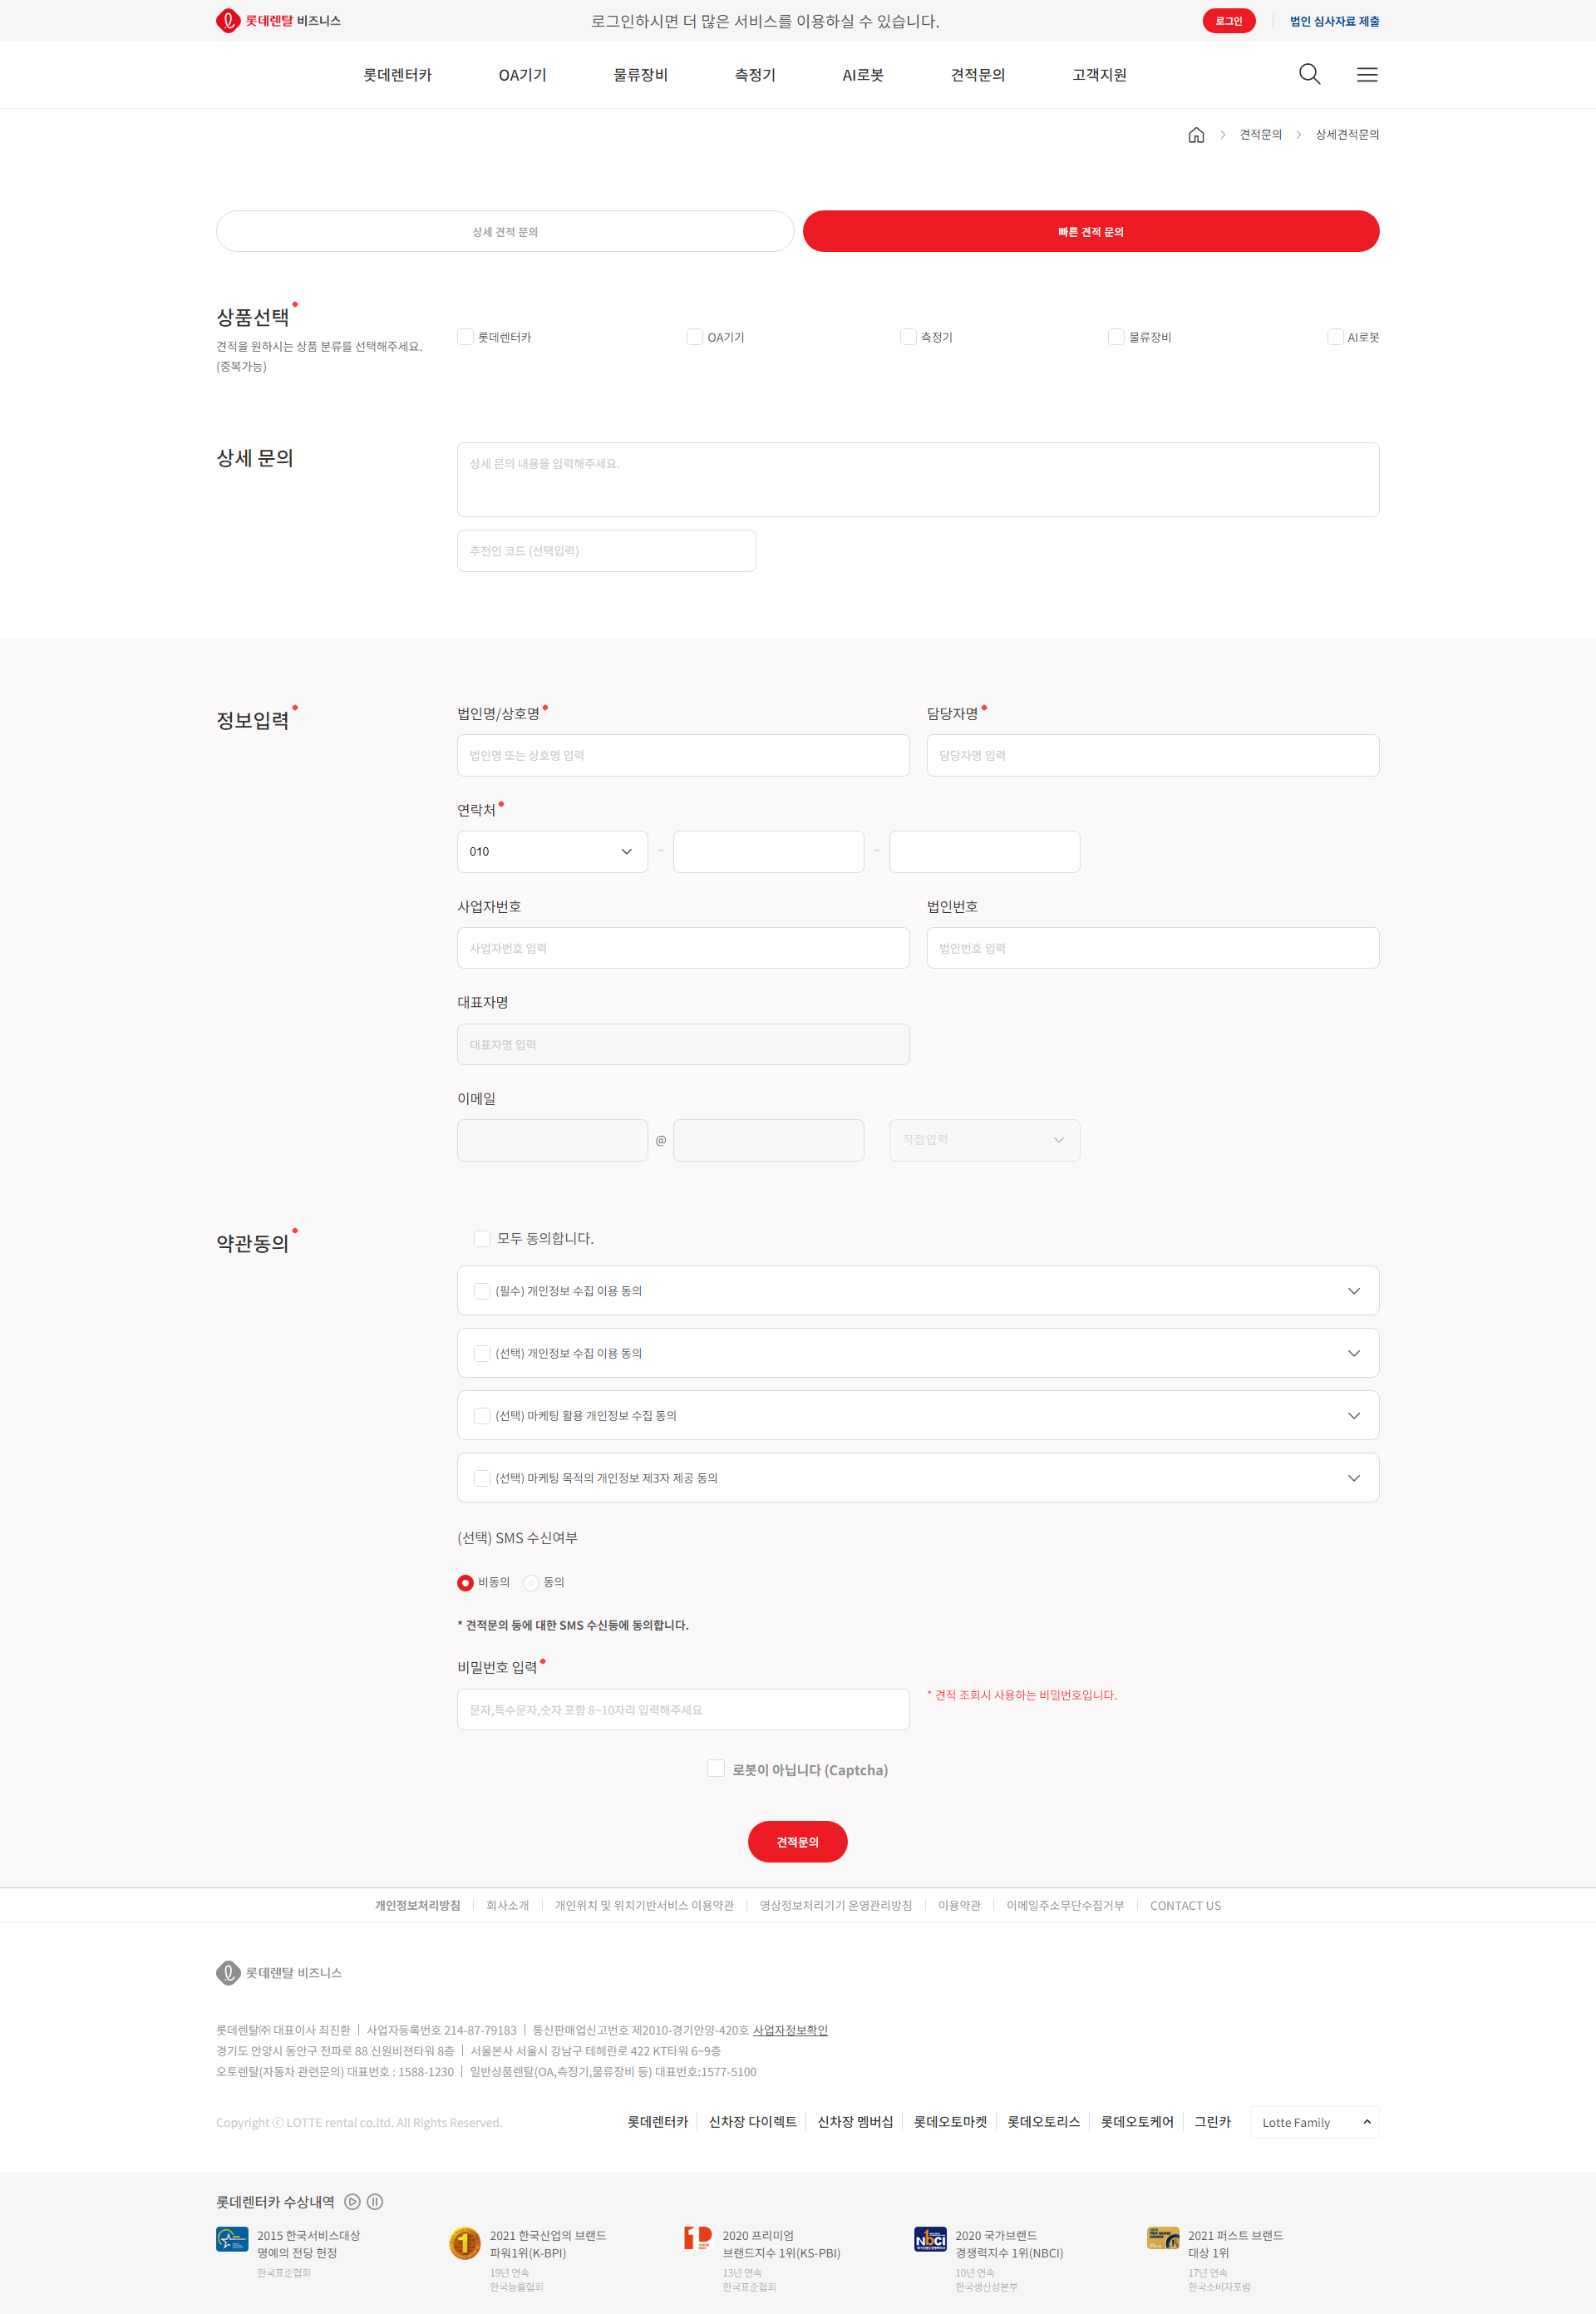 롯데렌탈 비즈니스
로그인하시면 더 많은 서비스를 이용하실 수 있습니다.
로그인
법인 심사자료 제출
롯데렌터카
OA기기
물류장비
측정기
AI로봇
견적문의
고객지원
견적문의
상세견적문의
상세 견적 문의
빠른 견적 문의
상품선택
견적을 원하시는 상품 분류를 선택해주세요.
(중복가능)
롯데렌터카
OA기기
측정기
물류장비
AI로봇
상세 문의
상세 문의 내용을 입력해주세요.
추천인 코드 (선택입력)
정보입력
법인명/상호명
담당자명
법인명 또는 상호명 입력
담당자명 입력
연락처
010
-
-
사업자번호
법인번호
사업자번호 입력
법인번호 입력
대표자명
대표자명 입력
이메일
@
직접입력
약관동의
모두 동의합니다.
(필수) 개인정보 수집 이용 동의
(선택) 개인정보 수집 이용 동의
(선택) 마케팅 활용 개인정보 수집 동의
(선택) 마케팅 목적의 개인정보 제3자 제공 동의
(선택) SMS 수신여부
비동의
동의
* 견적문의 등에 대한 SMS 수신등에 동의합니다.
비밀번호 입력
문자,특수문자,숫자 포함 8~10자리 입력해주세요
* 견적 조회시 사용하는 비밀번호입니다.
로봇이 아닙니다 (Captcha)
견적문의
개인정보처리방침
회사소개
개인위치 및 위치기반서비스 이용약관
영상정보처리기기 운영관리방침
이용약관
이메일주소무단수집거부
CONTACT US
롯데렌탈 비즈니스
롯데렌탈㈜ 대표이사 최진환 | 사업자등록번호 214-87-79183 | 통신판매업신고번호 제2010-경기안양-420호 사업자정보확인
경기도 안양시 동안구 전파로 88 신원비젼타워 8층 | 서울본사 서울시 강남구 테헤란로 422 KT타워 6~9층
오토렌탈(자동차 관련문의) 대표번호 : 1588-1230 | 일반상품렌탈(OA,측정기,물류장비 등) 대표번호:1577-5100
Copyright ⓒ LOTTE rental co.ltd. All Rights Reserved.
롯데렌터카
신차장 다이렉트
신차장 멤버십
롯데오토마켓
롯데오토리스
롯데오토케어
그린카
Lotte Family
롯데렌터카 수상내역
2015 한국서비스대상
명예의 전당 헌정
한국표준협회
1
2021 한국산업의 브랜드
파워1위(K-BPI)
19년 연속
한국능률협회
2020 프리미엄
브랜드지수 1위(KS-PBI)
13년 연속
한국표준협회
NbCi
2020 국가브랜드
경쟁력지수 1위(NBCI)
10년 연속
한국생산성본부
2021 퍼스트 브랜드
대상 1위
17년 연속
한국소비자포럼